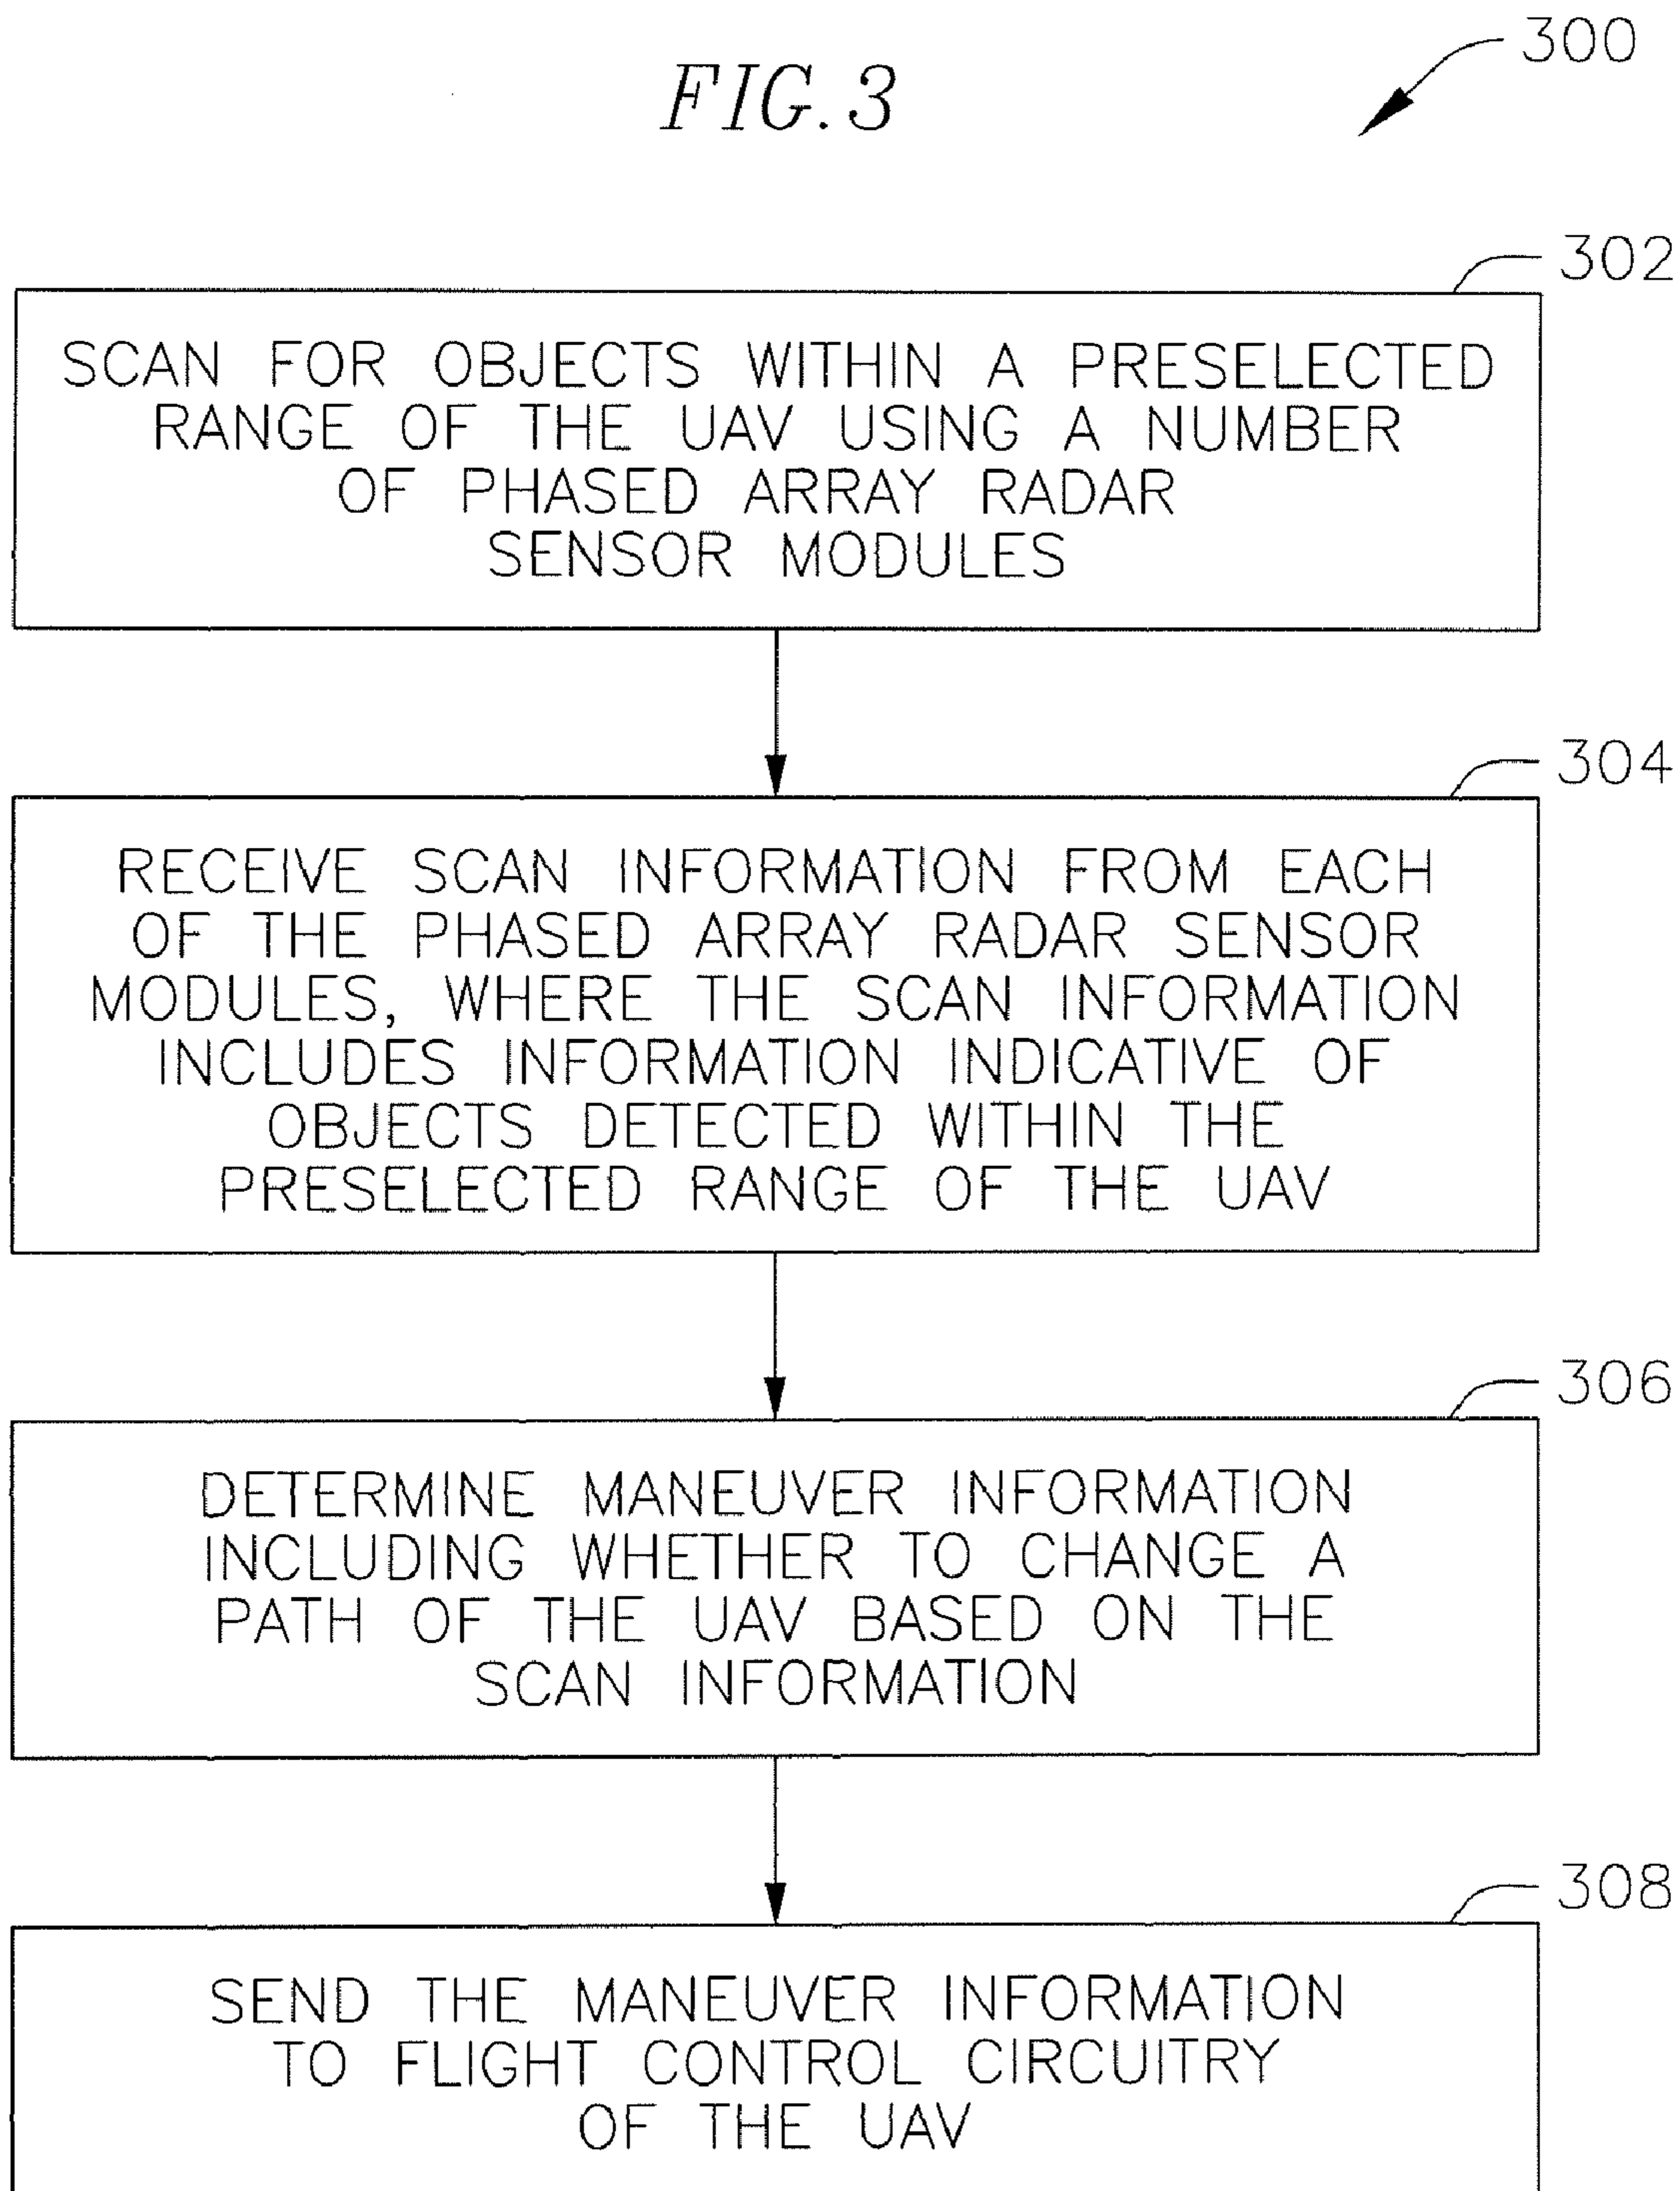 300
FIG. 3
302
SCAN FOR OBJECTS WITHIN A PRESELECTED
RANGE OF THE UAV USING A NUMBER
OF PHASED ARRAY RADAR
SENSOR MODULES
304
RECEIVE SCAN INFORMATION FROM EACH
OF THE PHASED ARRAY RADAR SENSOR
MODULES, WHERE THE SCAN INFORMATION
INCLUDES INFORMATION INDICATIVE OF
OBJECTS DETECTED WITHIN THE
PRESELECTED RANGE OF THE UAV
306
DETERMINE MANEUVER INFORMATION
INCLUDING WHETHER TO CHANGE A
PATH OF THE UAV BASED ON THE
SCAN INFORMATION
308
SEND THE MANEUVER INFORMATION
TO FLIGHT CONTROL CIRCUITRY
OF THE UAV